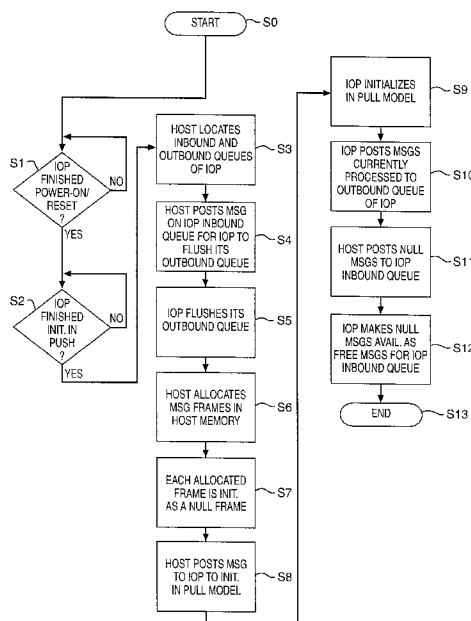 START
S0
S1
IOP
FINISHED
POWER-ON/
RESET
?
NO
YES
S2
IOP
FINISHED
INIT. IN
PUSH
?
NO
YES
HOST LOCATES
INBOUND AND
OUTBOUND QUEUES
OF IOP
S3
HOST POSTS MSG
ON IOP INBOUND
QUEUE FOR IOP TO
FLUSH ITS
OUTBOUND QUEUE
S4
IOP FLUSHES ITS
OUTBOUND QUEUE
S5
HOST ALLOCATES
MSG FRAMES IN
HOST MEMORY
S6
EACH ALLOCATED
FRAME IS INIT.
AS A NULL FRAME
S7
HOST POSTS MSG
TO IOP TO INIT.
IN PULL MODEL
S8
IOP INITIALIZES
IN PULL MODEL
S9
IOP POSTS MSGS
CURRENTLY
PROCESSED TO
OUTBOUND QUEUE
OF IOP
S10
HOST POSTS NULL
MSGS TO IOP
INBOUND QUEUE
S11
IOP MAKES NULL
MSGS AVAIL. AS
FREE MSGS FOR IOP
INBOUND QUEUE
S12
END
S13